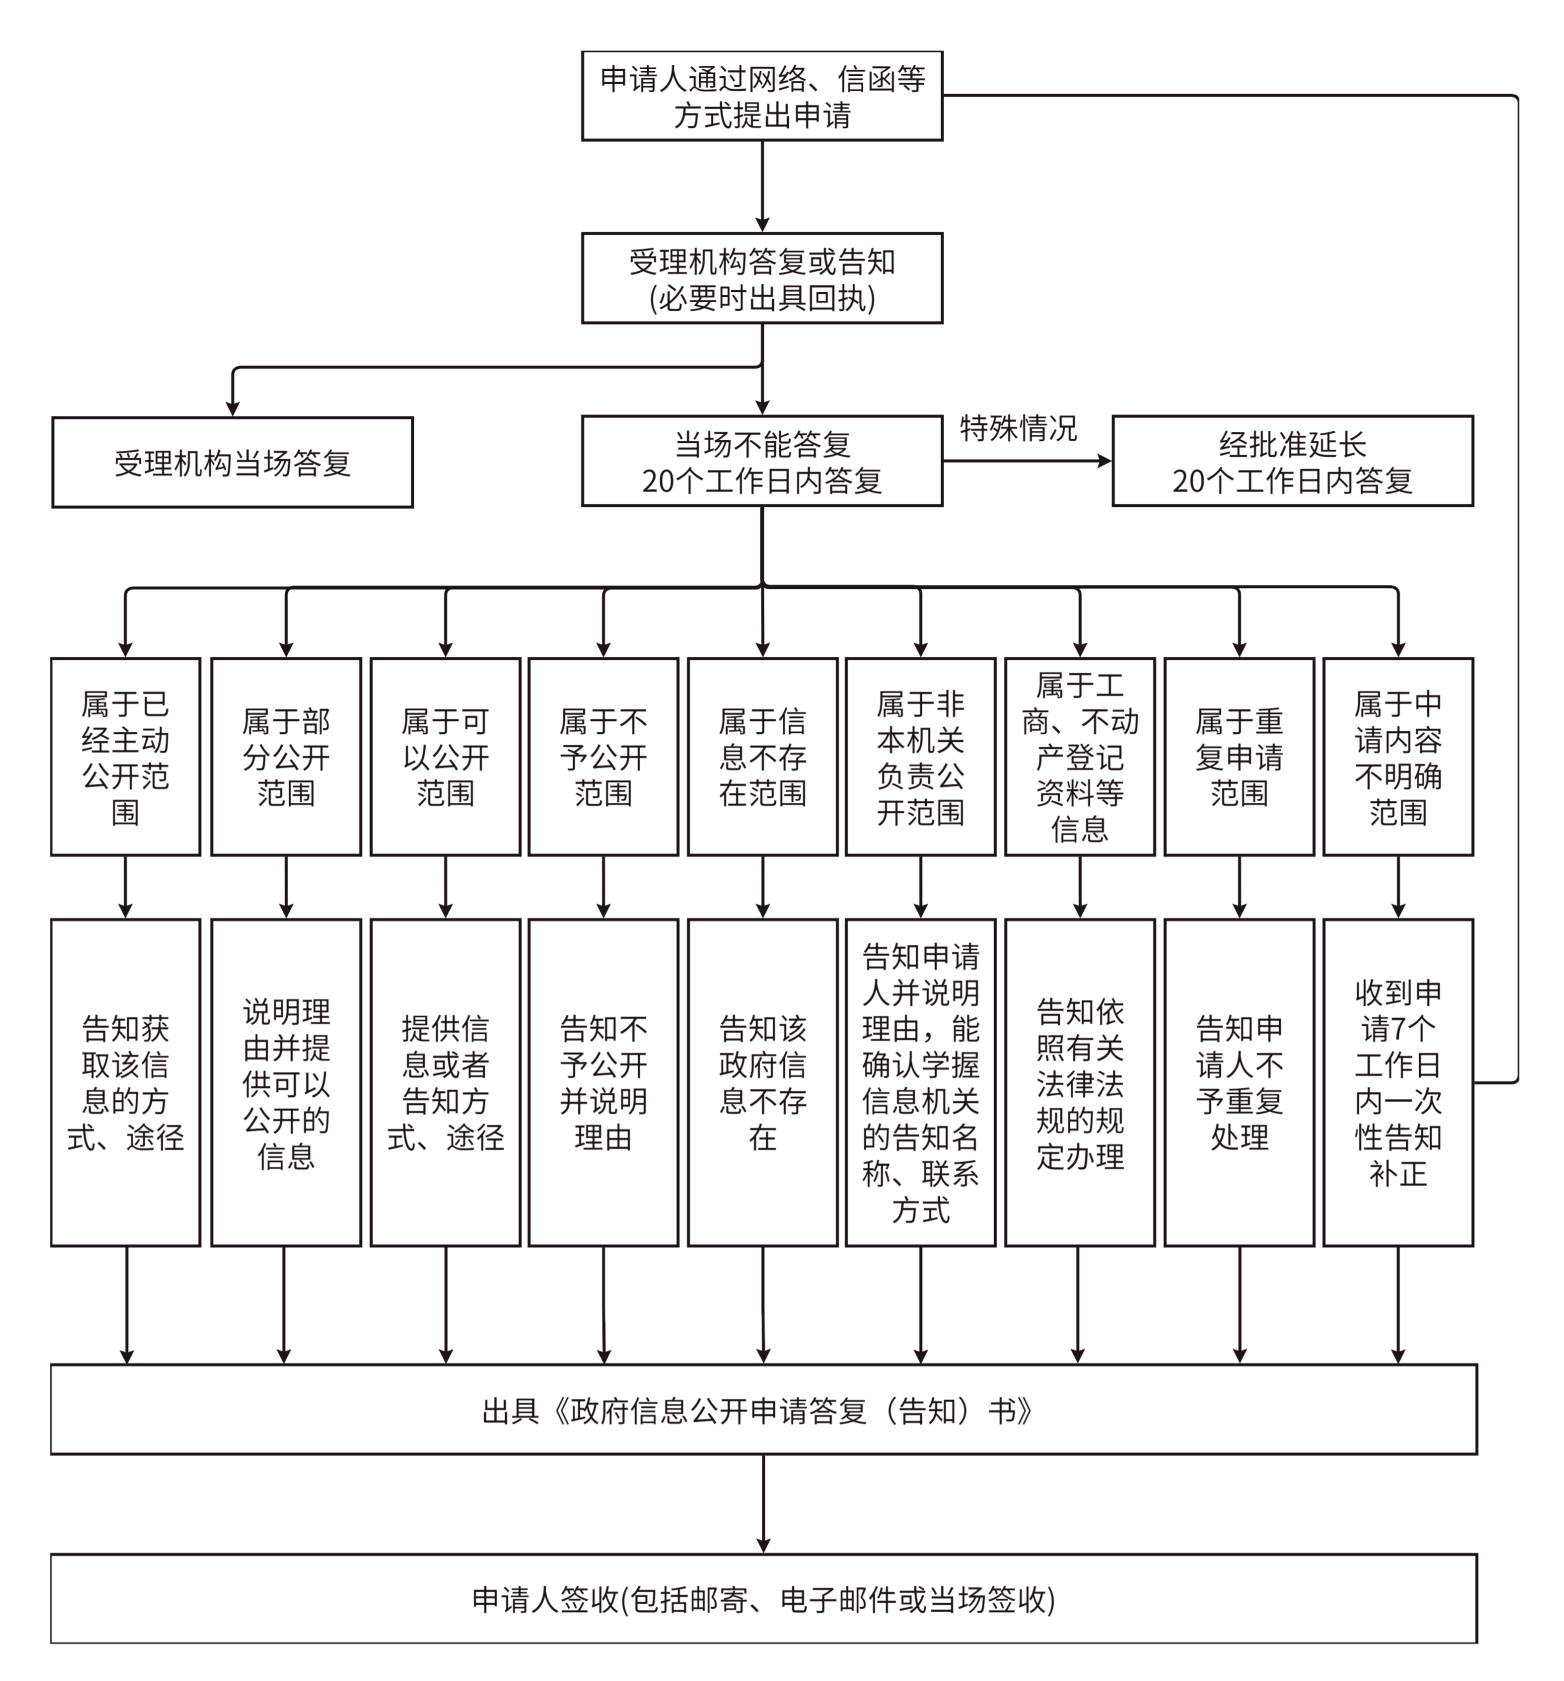 申请人通过网络、信函等
方式提出申请
受理机构答复或告知
(必要时出具回执)
受理机构当场答复
当场不能答复
20个工作日内答复
特殊情况
经批准延长
20个工作日内答复
属于已
经主动
公开范
围
属于部
分公开
范围
属于可
以公开
范围
属于不
予公开
范围
属于信
息不存
在范围
属于非
本机关
负责公
开范围
属于工
商、不动
产登记
资料等
信息
属于重
复申请
范围
属于中
请内容
不明确
范围
告知获
取该信
息的方
式、途径
说明理
由并提
供可以
公开的
信息
提供信
息或者
告知方
式、途径
告知不
予公开
并说明
理由
告知该
政府信
息不存
在
告知申请
人并说明
理由，能
确认学握
信息机关
的告知名
称、联系
方式
告知依
照有关
法律法
规的规
定办理
告知申
请人不
予重复
处理
收到申
请7个
工作日
内一次
性告知
补正
出具《政府信息公开申请答复（告知）书》
申请人签收(包括邮寄、电子邮件或当场签收)